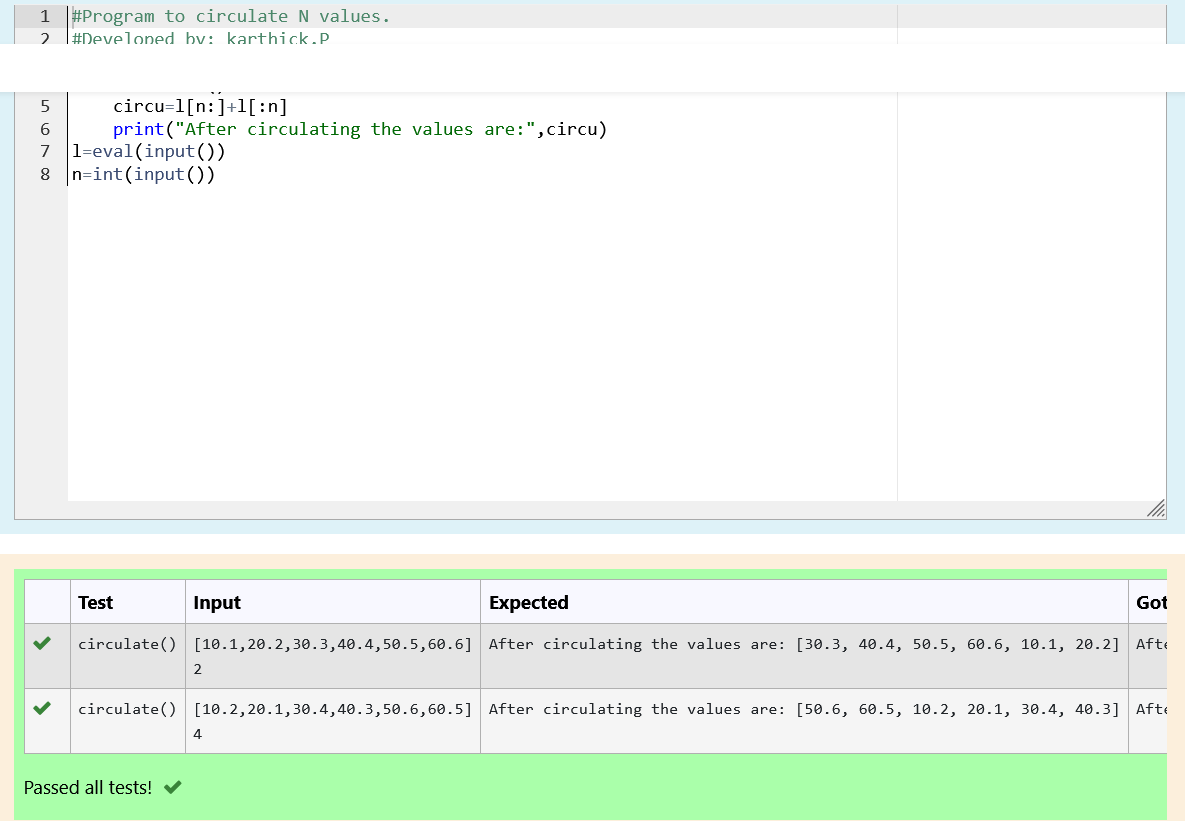 1 #Program to circulate N values.
2 #Developed by: karthick.P
5 circu=l[n:]+l[:n]
6 print("After circulating the values are:",circu)
7 l=eval(input())
8 n=int(input())
Test Input Expected Got
circulate() [10.1,20.2,30.3,40.4,50.5,60.6] After circulating the values are: [30.3, 40.4, 50.5, 60.6, 10.1, 20.2] Afte
2
circulate() [10.2,20.1,30.4,40.3,50.6,60.5] After circulating the values are: [50.6, 60.5, 10.2, 20.1, 30.4, 40.3] Afte
4
Passed all tests!